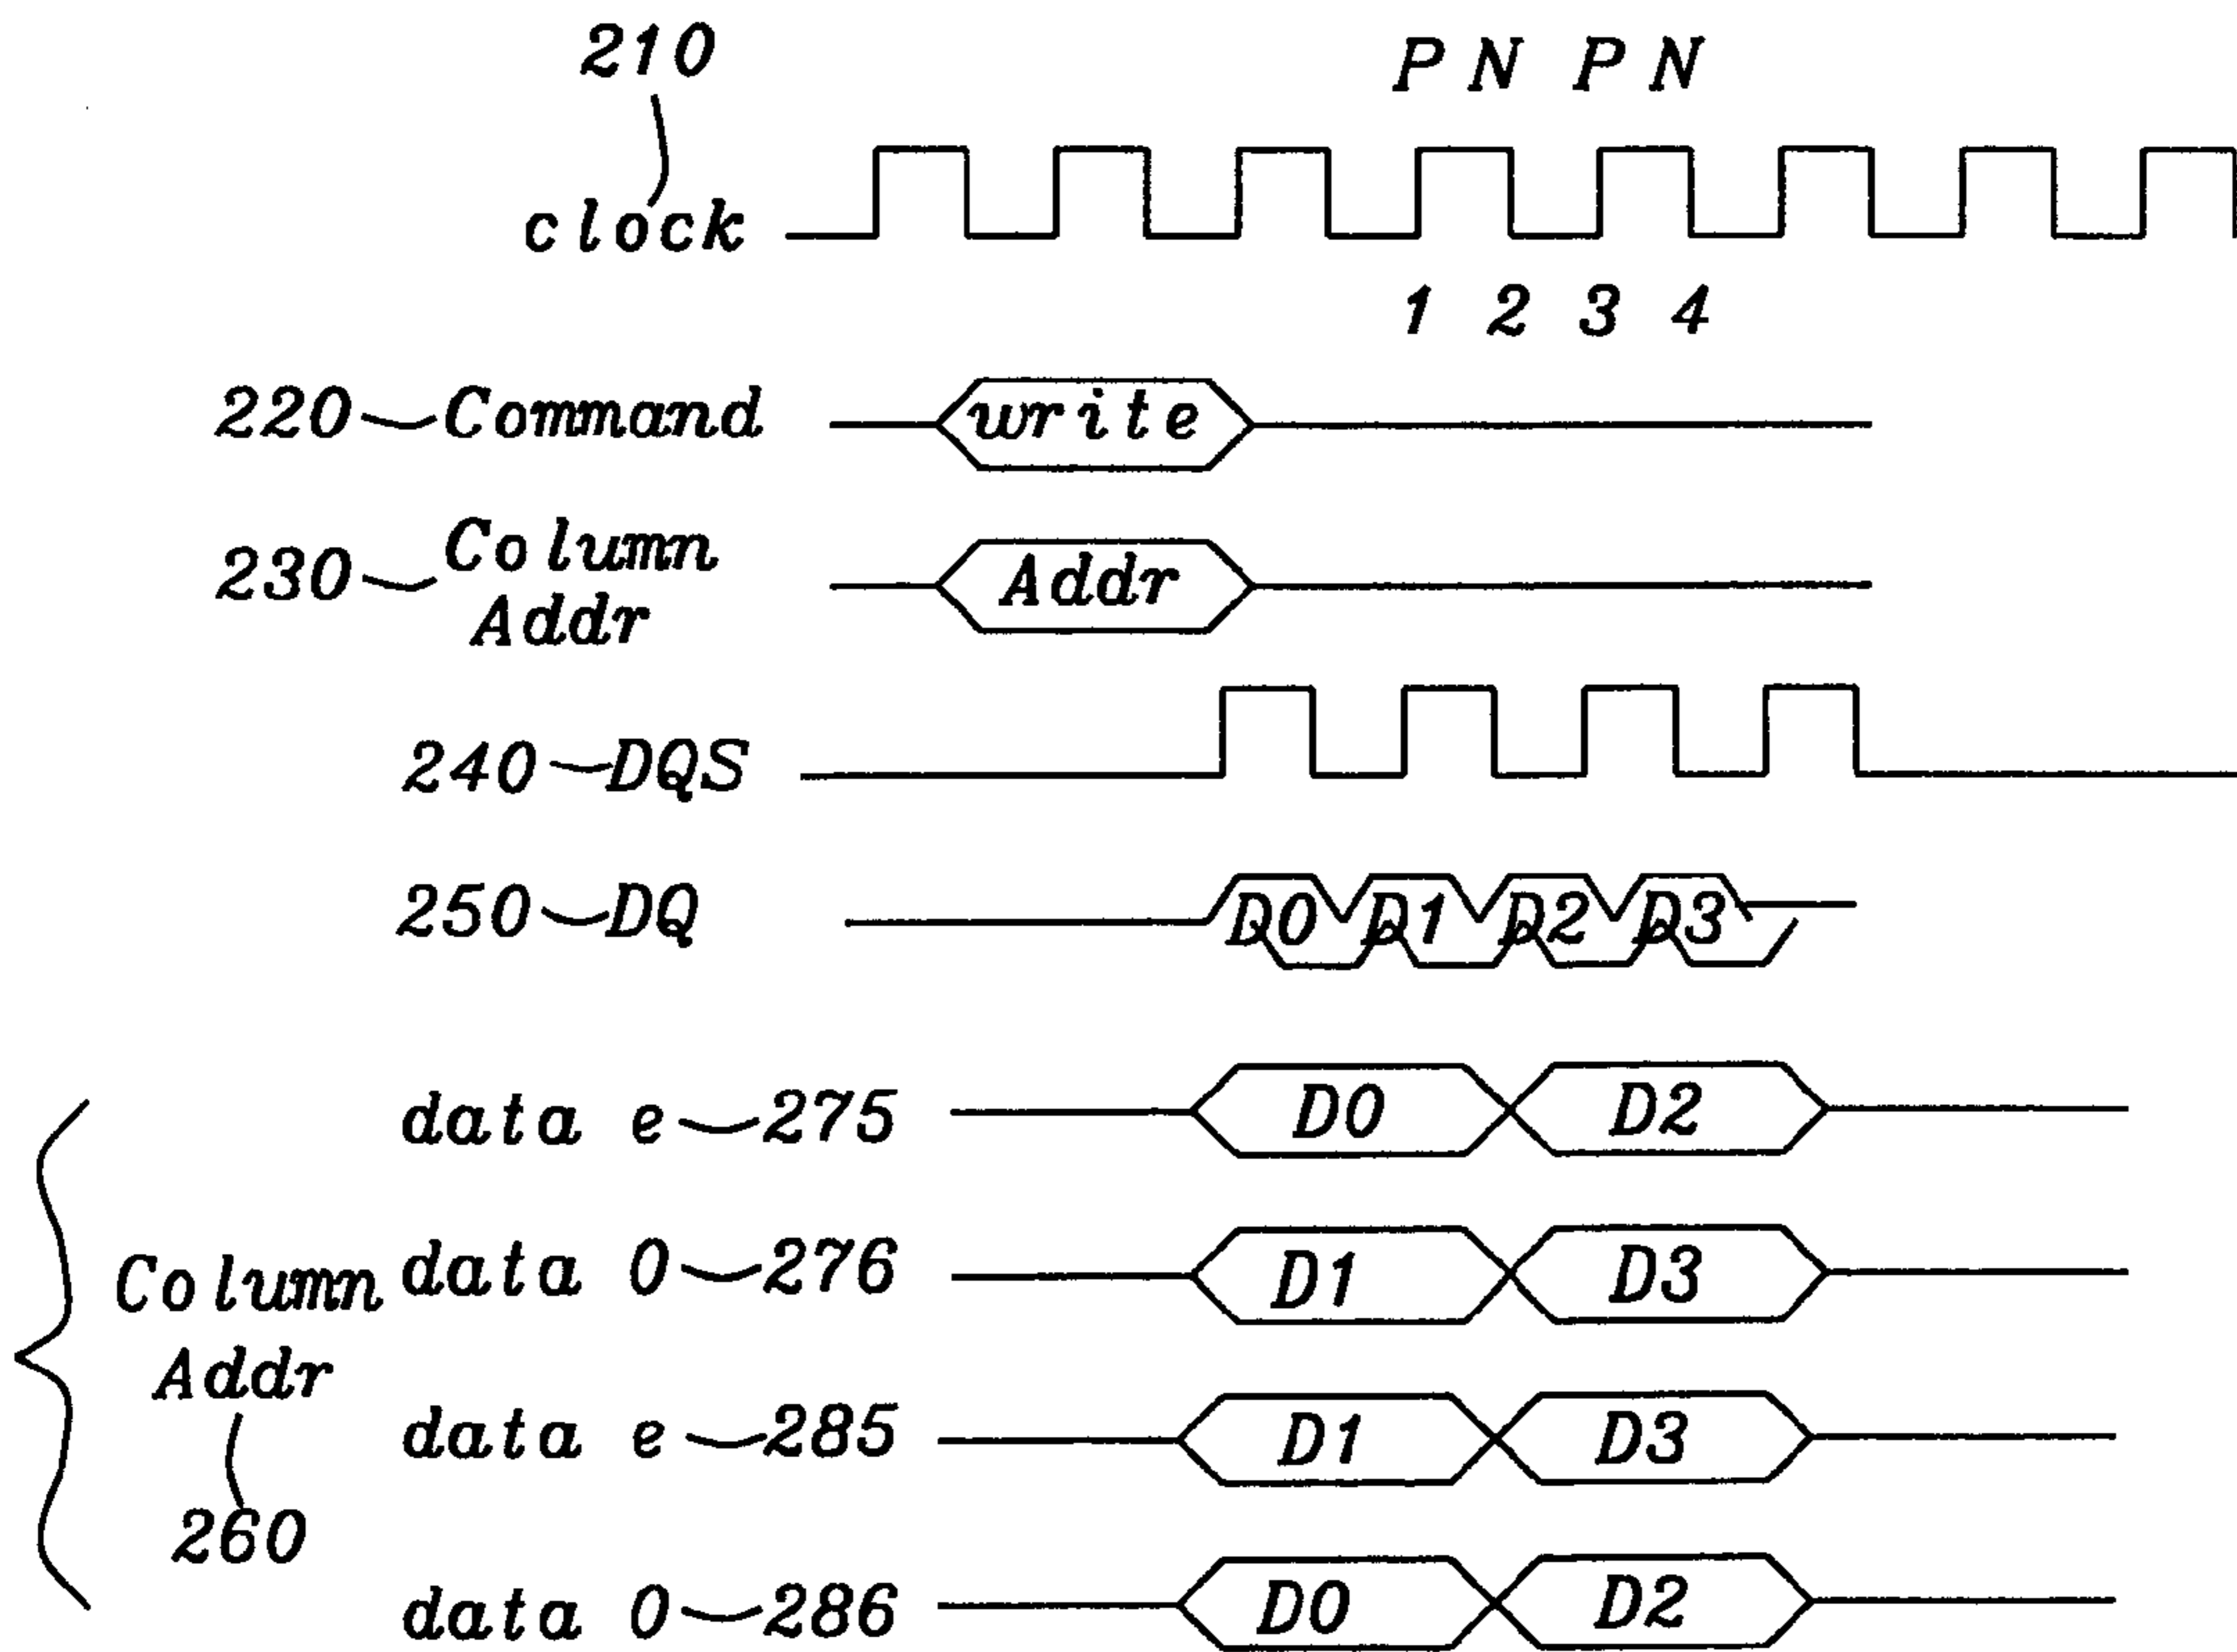 210
P N P N
clock
1 2 3 4
220 Command write
230 Column Addr
Addr
240 DQS
250 DQ D0 D1 D2 D3
data e 275 D0 D2
data 0 276 D1 D3
Column
Addr
260
data e 285 D1 D3
data 0 286 D0 D2